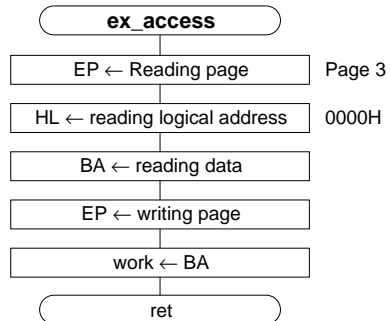 ex_access
EP ← Reading page Page 3
HL ← reading logical address 0000H
BA ← reading data
EP ← writing page
work ← BA
ret